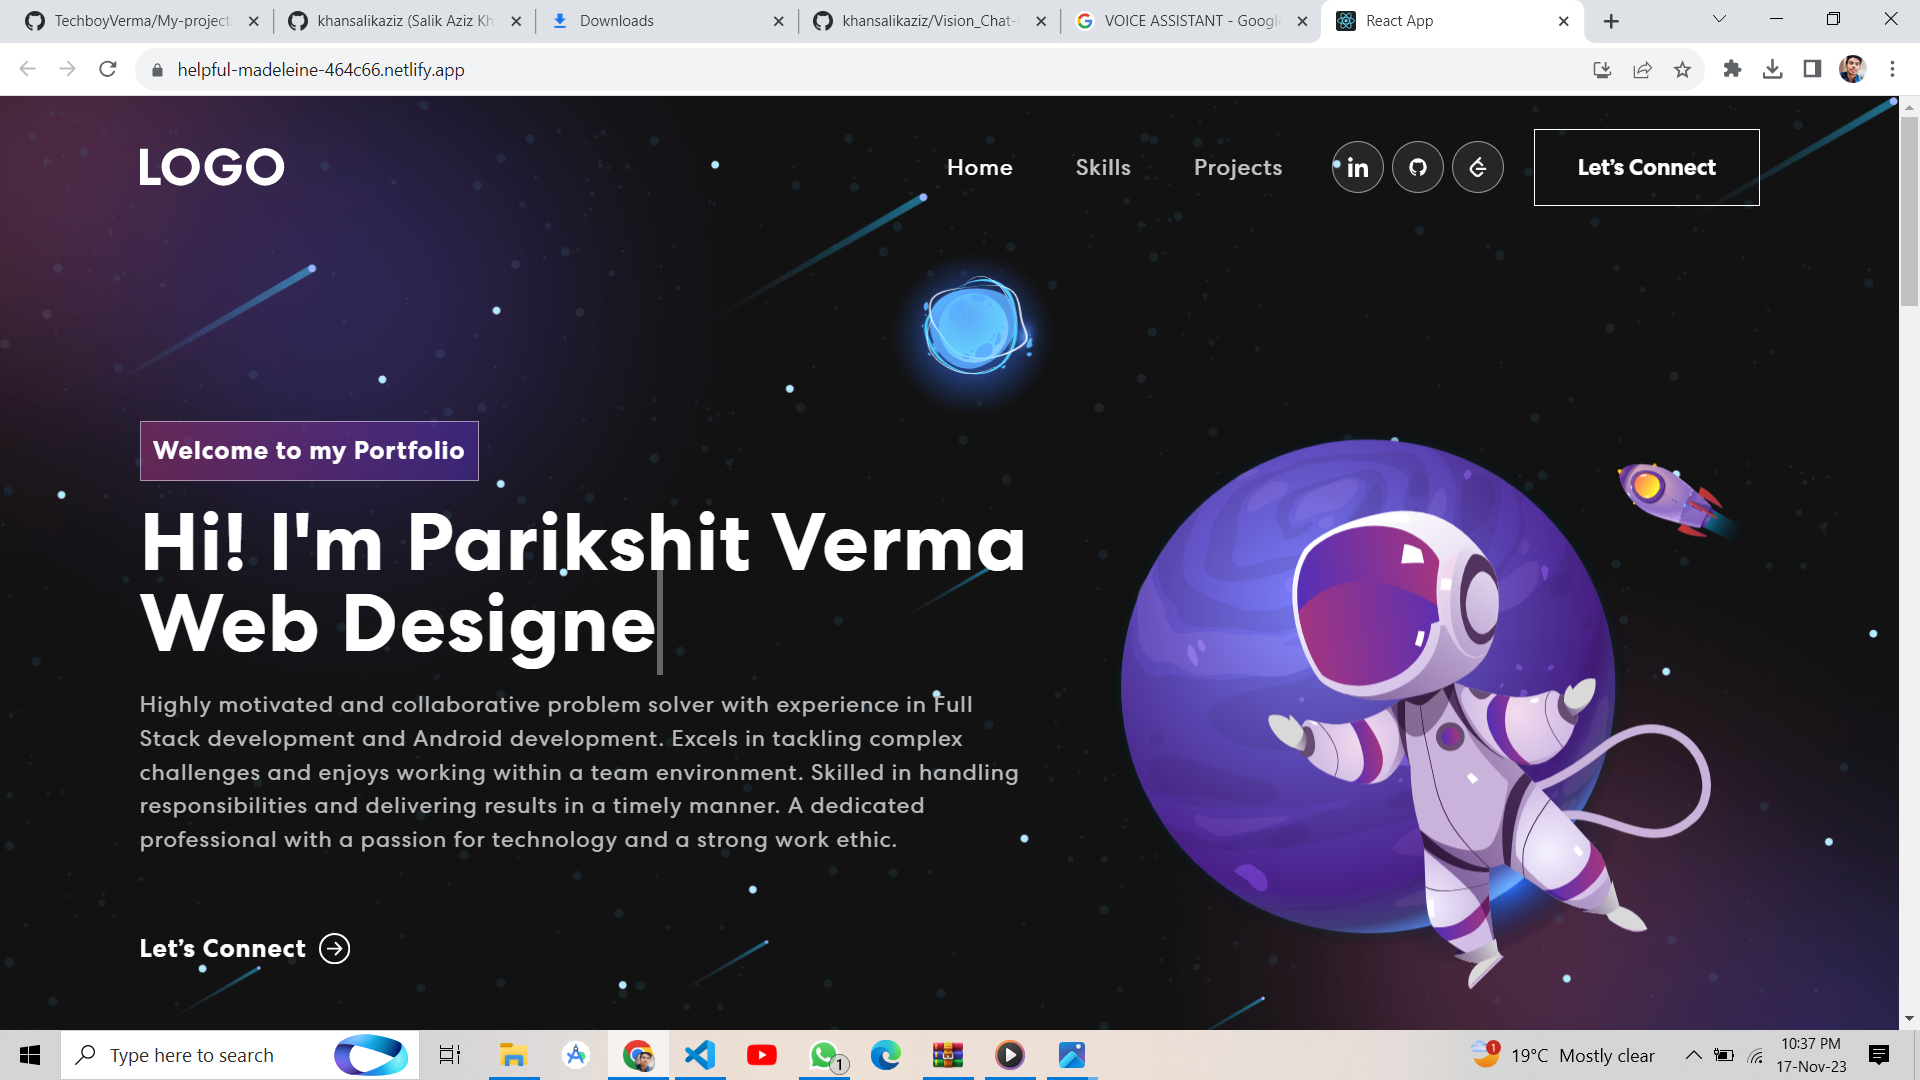 TechboyVerma/My-project
khansalikaziz (Salik Aziz Kh
Downloads
khansalikaziz/Vision_Chat-
VOICE ASSISTANT - Googl
React App
helpful-madeleine-464c66.netlify.app
LOGO
Home
Skills
Projects
in
Let's Connect
Welcome to my Portfolio
Hi! I'm Parikshit Verma
Web Designe
Highly motivated and collaborative problem solver with experience in Full
Stack development and Android development. Excels in tackling complex
challenges and enjoys working within a team environment. Skilled in handling
responsibilities and delivering results in a timely manner. A dedicated
professional with a passion for technology and a strong work ethic.
Let's Connect
Type here to search
1
1
19°C Mostly clear
10:37 PM
17-Nov-23